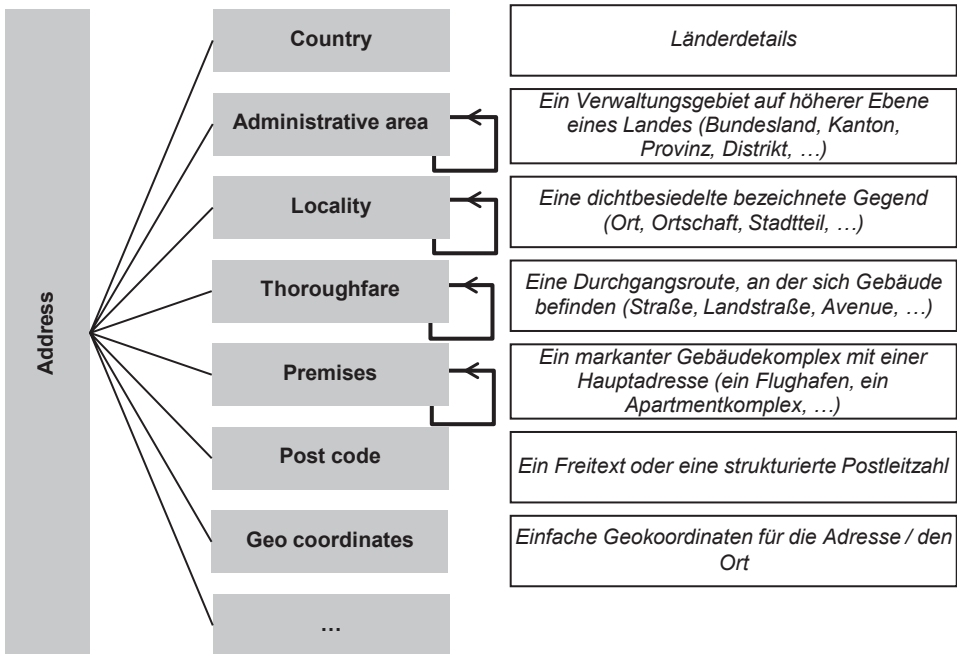 Address
Country
Länderdetails
Administrative area
Ein Verwaltungsgebiet auf höherer Ebene
eines Landes (Bundesland, Kanton,
Provinz, Distrikt, …)
Locality
Eine dichtbesiedelte bezeichnete Gegend
(Ort, Ortschaft, Stadtteil, …)
Thoroughfare
Eine Durchgangsroute, an der sich Gebäude
befinden (Straße, Landstraße, Avenue, …)
Premises
Ein markanter Gebäudekomplex mit einer
Hauptadresse (ein Flughafen, ein
Apartmentkomplex, …)
Post code
Ein Freitext oder eine strukturierte Postleitzahl
Geo coordinates
Einfache Geokoordinaten für die Adresse / den
Ort
…